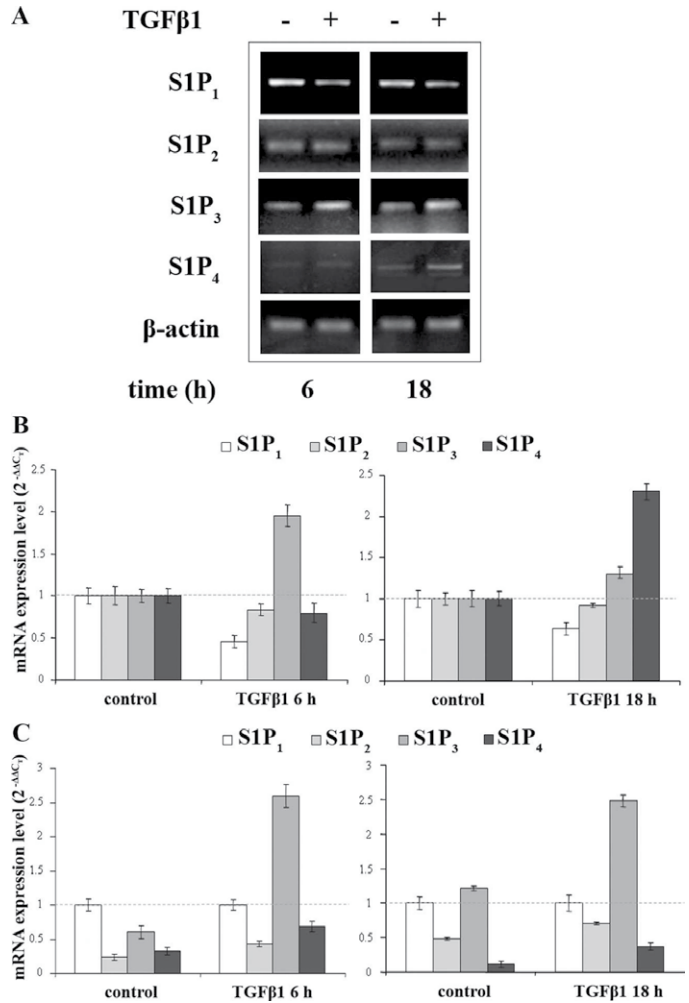 A
TGFβ1 - + - +
S1P1
S1P2
S1P3
S1P4
β-actin
time (h) 6 18
B
S1P1 S1P2 S1P3 S1P4
mRNA expression level (2-ΔΔCT)
2.5
2
1.5
1
0.5
0
control TGFβ1 6 h
2.5
2
1.5
1
0.5
0
control TGFβ1 18 h
C
S1P1 S1P2 S1P3 S1P4
mRNA expression level (2-ΔΔCT)
3
2.5
2
1.5
1
0.5
0
control TGFβ1 6 h
3
2.5
2
1.5
1
0.5
0
control TGFβ1 18 h